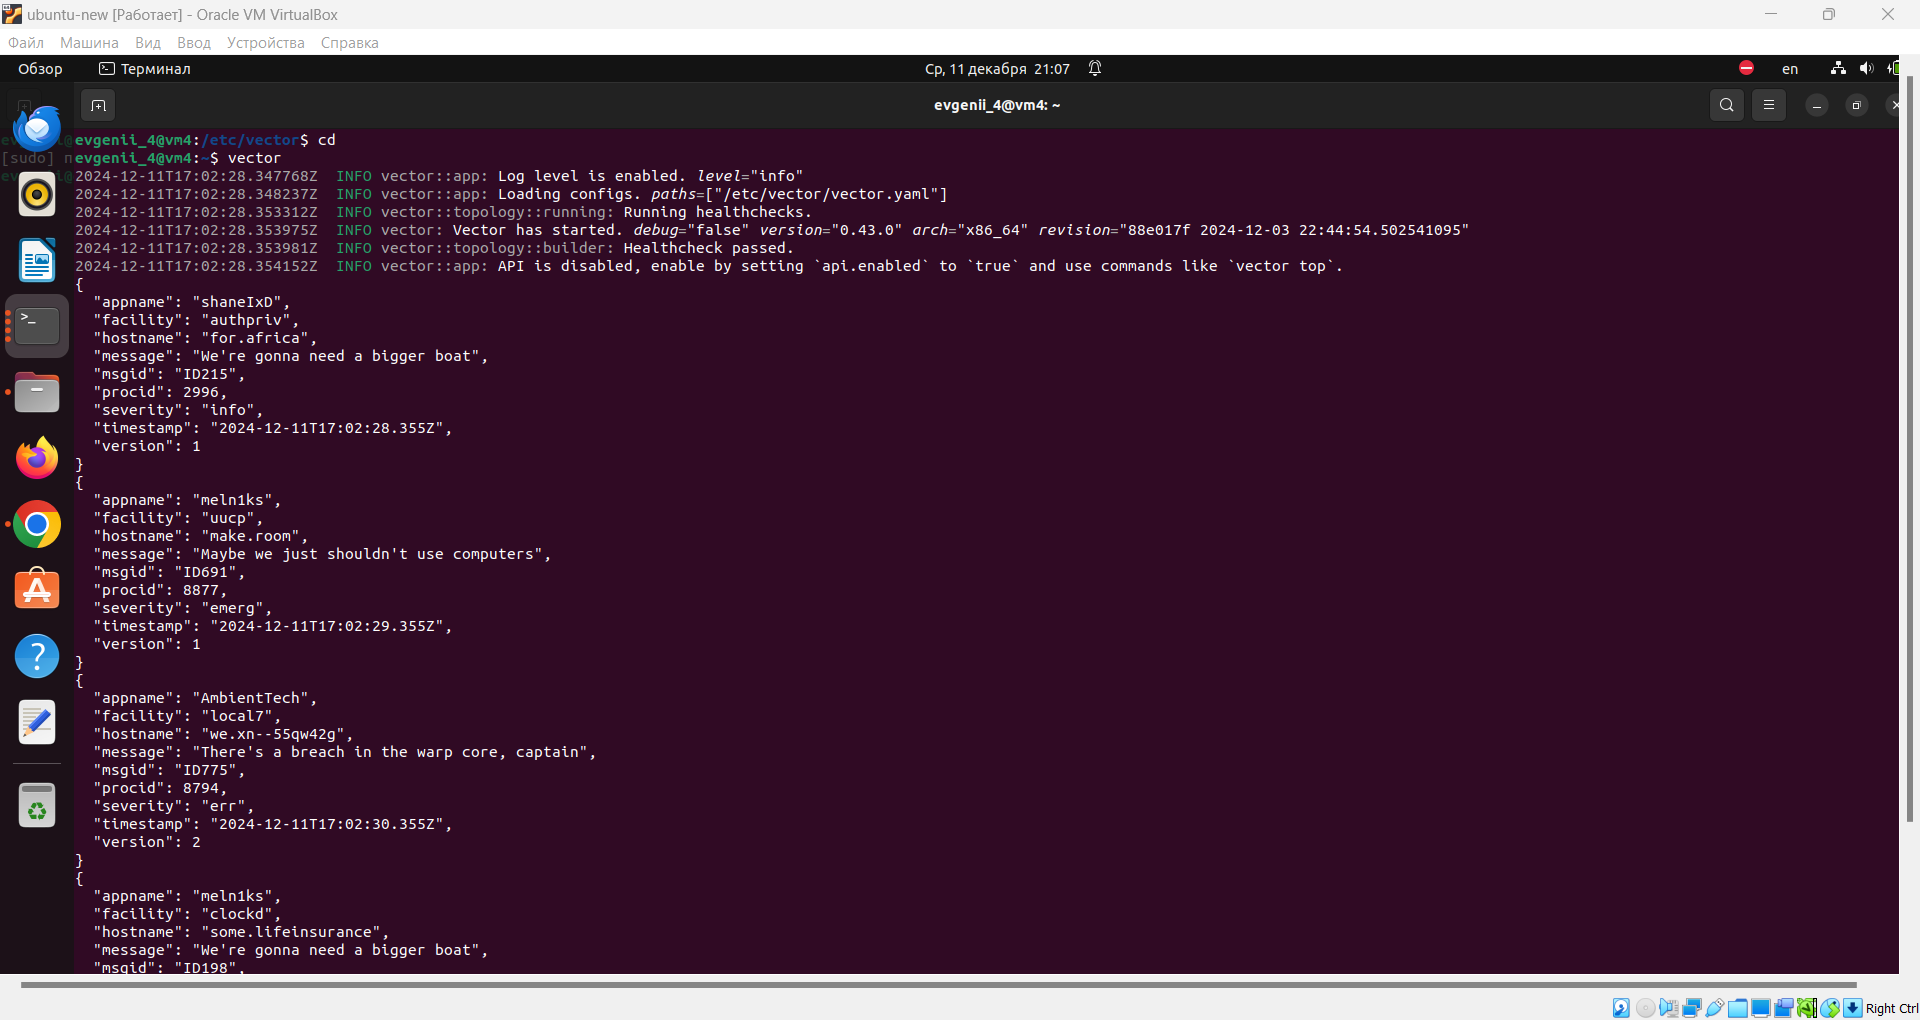 ubuntu-new [Работает] - Oracle VM VirtualBox
Файл Машина Вид Ввод Устройства Справка
Обзор Терминал Ср, 11 декабря 21:07 en
evgenii_4@vm4: ~
evgenii_4@vm4:/etc/vector$ cd
[sudo]
evgenii_4@vm4:~$ vector
2024-12-11T17:02:28.347768Z INFO vector::app: Log level is enabled. level="info"
2024-12-11T17:02:28.348237Z INFO vector::app: Loading configs. paths=["/etc/vector/vector.yaml"]
2024-12-11T17:02:28.353312Z INFO vector::topology::running: Running healthchecks.
2024-12-11T17:02:28.353975Z INFO vector: Vector has started. debug="false" version="0.43.0" arch="x86_64" revision="88e017f 2024-12-03 22:44:54.502541095"
2024-12-11T17:02:28.353981Z INFO vector::topology::builder: Healthcheck passed.
2024-12-11T17:02:28.354152Z INFO vector::app: API is disabled, enable by setting `api.enabled` to `true` and use commands like `vector top`.
{
"appname": "shaneIxD",
"facility": "authpriv",
"hostname": "for.africa",
"message": "We're gonna need a bigger boat",
"msgid": "ID215",
"procid": 2996,
"severity": "info",
"timestamp": "2024-12-11T17:02:28.355Z",
"version": 1
}
{
"appname": "meln1ks",
"facility": "uucp",
"hostname": "make.room",
"message": "Maybe we just shouldn't use computers",
"msgid": "ID691",
"procid": 8877,
"severity": "emerg",
"timestamp": "2024-12-11T17:02:29.355Z",
"version": 1
}
{
"appname": "AmbientTech",
"facility": "local7",
"hostname": "we.xn--55qw42g",
"message": "There's a breach in the warp core, captain",
"msgid": "ID775",
"procid": 8794,
"severity": "err",
"timestamp": "2024-12-11T17:02:30.355Z",
"version": 2
}
{
"appname": "meln1ks",
"facility": "clockd",
"hostname": "some.lifeinsurance",
"message": "We're gonna need a bigger boat",
"msgid": "ID198",
Right Ctrl